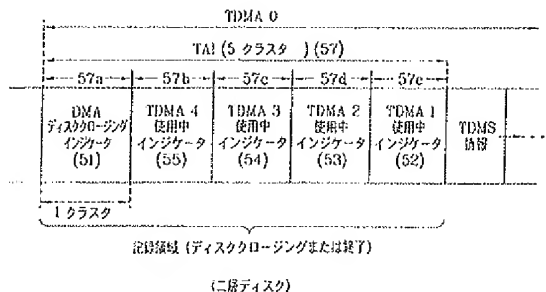 TDMA 0
TAI (5 クラスタ ) (57)
57a 57b 57c 57d 57e
DMA
ディスククロージング
インジケータ
(51)
TDMA 4
使用中
インジケータ
(55)
TDMA 3
使用中
インジケータ
(54)
TDMA 2
使用中
インジケータ
(53)
TDMA 1
使用中
インジケータ
(52)
TDMS
情報
1 クラスタ
記録領域 (ディスククロージングまたは終了)
(二層ディスク)